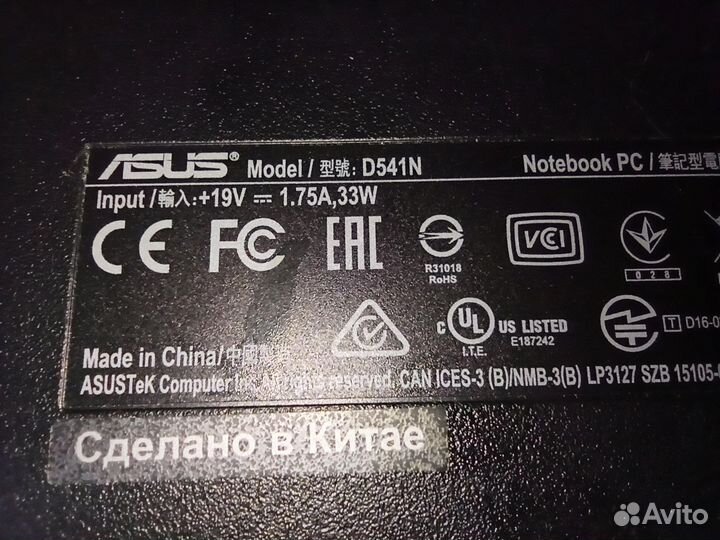 ASUS® Model / 型號: D541N Notebook PC / 筆記型電
Input /輸入:+19V ⎓ 1.75A,33W
CE FC EAC R31018 RoHS VCI 028
c UL US LISTED I.T.E. E187242 T D16-0
Made in China/中國製造
ASUSTeK Computer Inc. All rights reserved. CAN ICES-3 (B)/NMB-3(B) LP3127 SZB 15105-
Сделано в Китае
Avito